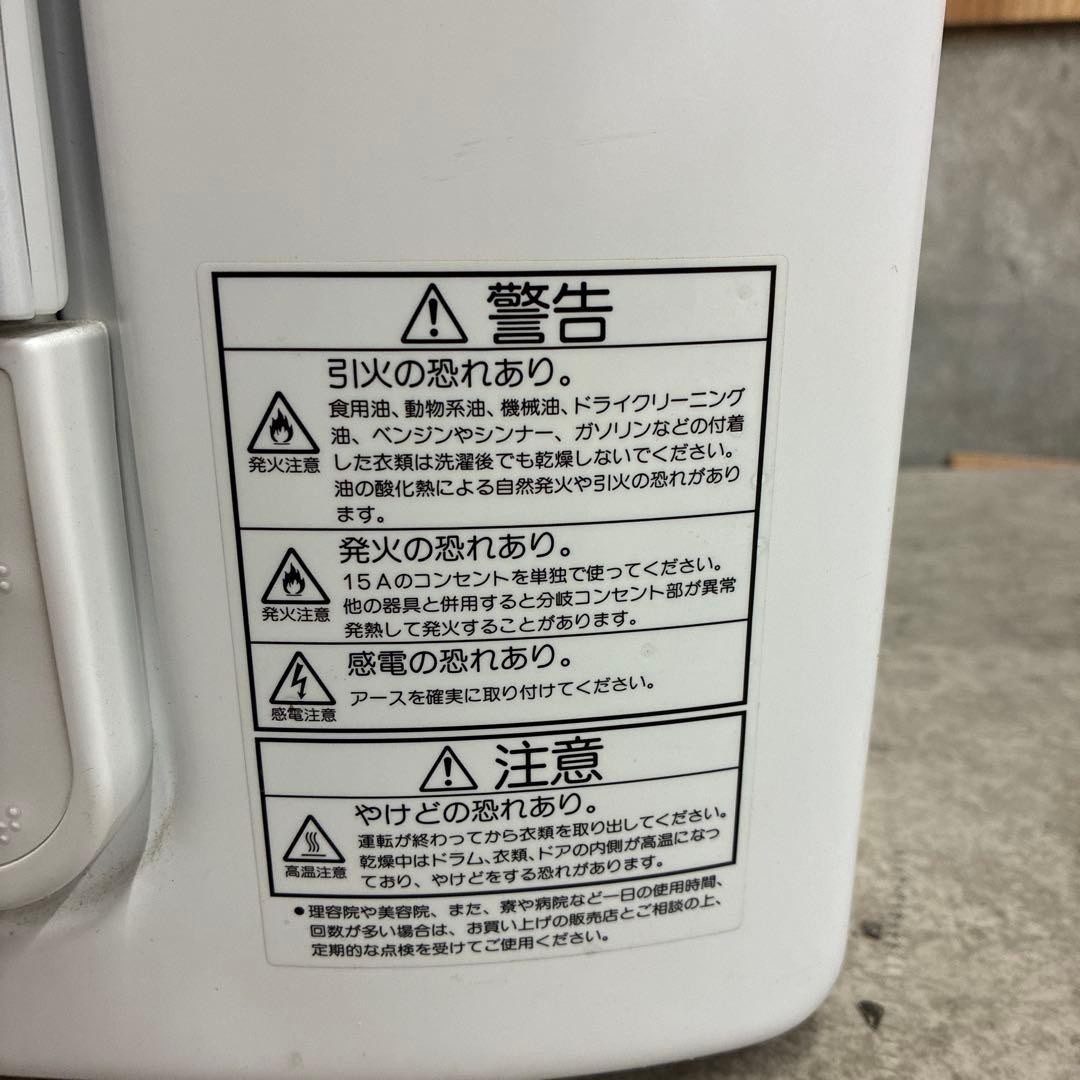 警告
引火の恐れあり。
発火注意
食用油、動物系油、機械油、ドライクリーニング
油、ベンジンやシンナー、ガソリンなどの付着
した衣類は洗濯後でも乾燥しないでください。
油の酸化熱による自然発火や引火の恐れがあり
ます。
発火の恐れあり。
発火注意
15Aのコンセントを単独で使ってください。
他の器具と併用すると分岐コンセント部が異常
発熱して発火することがあります。
感電の恐れあり。
感電注意
アースを確実に取り付けてください。
注意
やけどの恐れあり。
高温注意
運転が終わってから衣類を取り出してください。
乾燥中はドラム、衣類、ドアの内側が高温になっ
ており、やけどをする恐れがあります。
●理容院や美容院、また、寮や病院など一日の使用時間、
回数が多い場合は、お買い上げの販売店とご相談の上、
定期的な点検を受けてご使用ください。